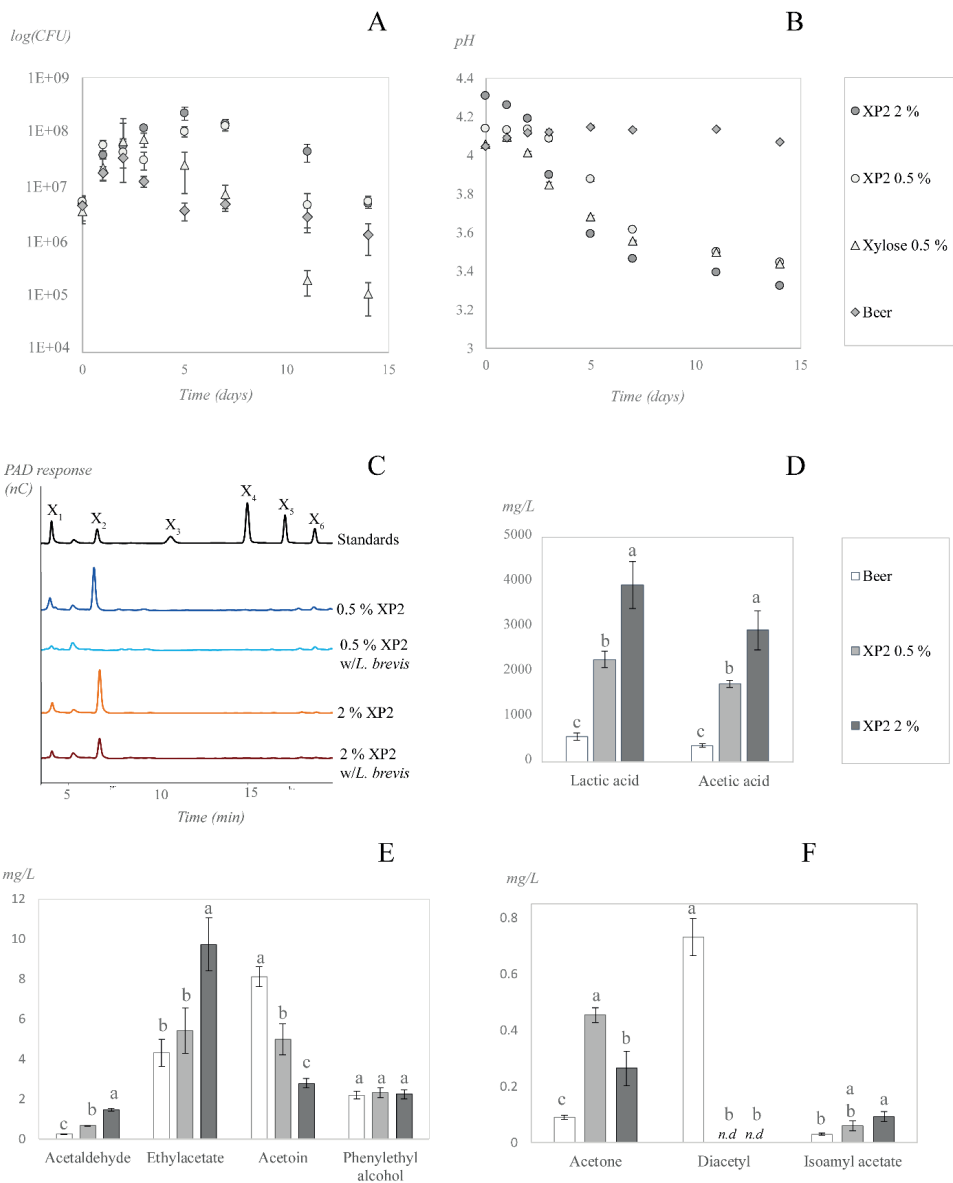 A
log(CFU)
1E+09
1E+08
1E+07
1E+06
1E+05
1E+04
0
5
10
15
Time (days)
B
pH
4.4
4.2
4
3.8
3.6
3.4
3.2
3
0
5
10
15
Time (days)
XP2 2 %
XP2 0.5 %
Xylose 0.5 %
Beer
C
PAD response
(nC)
X1 X2 X3 X4 X5 X6
Standards
0.5 % XP2
0.5 % XP2
w/L. brevis
2 % XP2
2 % XP2
w/L. brevis
5 10 15
Time (min)
D
mg/L
5000
4000
3000
2000
1000
0
c b a
c b a
Lactic acid Acetic acid
Beer
XP2 0.5 %
XP2 2 %
E
mg/L
12
10
8
6
4
2
0
c b a
b b a
a b c
a a a
Acetaldehyde Ethylacetate Acetoin Phenylethyl
alcohol
F
mg/L
0.8
0.6
0.4
0.2
0
c a b
a b b
n.d n.d
a
b b a
Acetone Diacetyl Isoamyl acetate